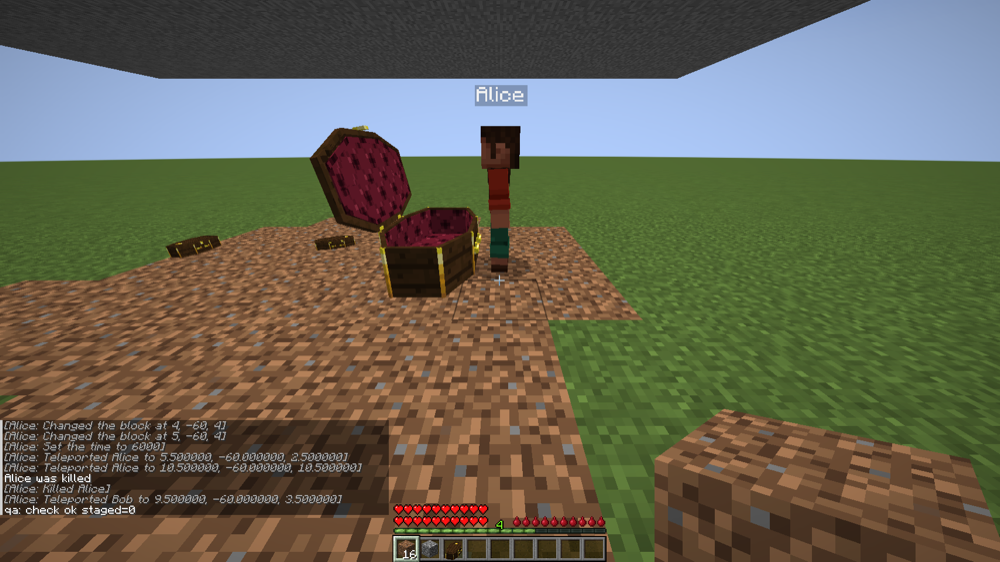 Alice
[Alice: Changed the block at 4, -60, 4]
[Alice: Changed the block at 5, -60, 4]
[Alice: Set the time to 6000]
[Alice: Teleported Alice to 5.500000, -60.000000, 2.500000]
[Alice: Teleported Alice to 10.500000, -60.000000, 10.500000]
Alice was killed
[Alice: Killed Alice]
[Alice: Teleported Bob to 9.500000, -60.000000, 3.500000]
qa: check ok staged=0
4
16